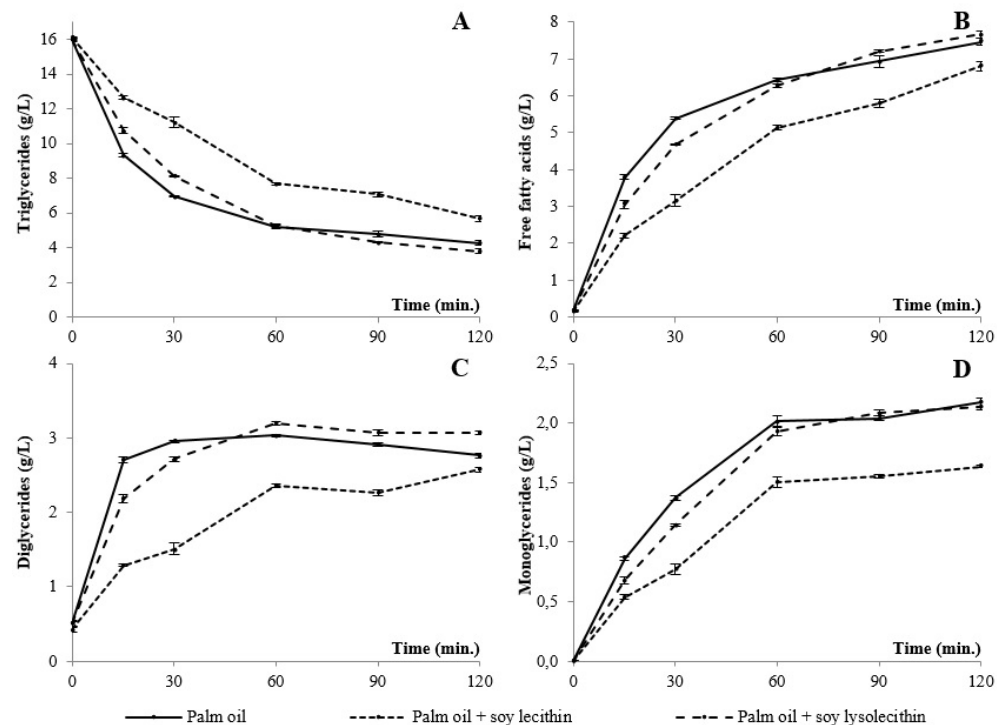 A
Triglycerides (g/L)
16
14
12
10
8
6
4
2
0
Time (min.)
0 30 60 90 120
B
Free fatty acids (g/L)
8
7
6
5
4
3
2
1
0
Time (min.)
0 30 60 90 120
C
Diglycerides (g/L)
4
3
2
1
0
Time (min.)
0 30 60 90 120
D
Monoglycerides (g/L)
2,5
2,0
1,5
1,0
0,5
0,0
Time (min.)
0 30 60 90 120
Palm oil Palm oil + soy lecithin Palm oil + soy lysolecithin